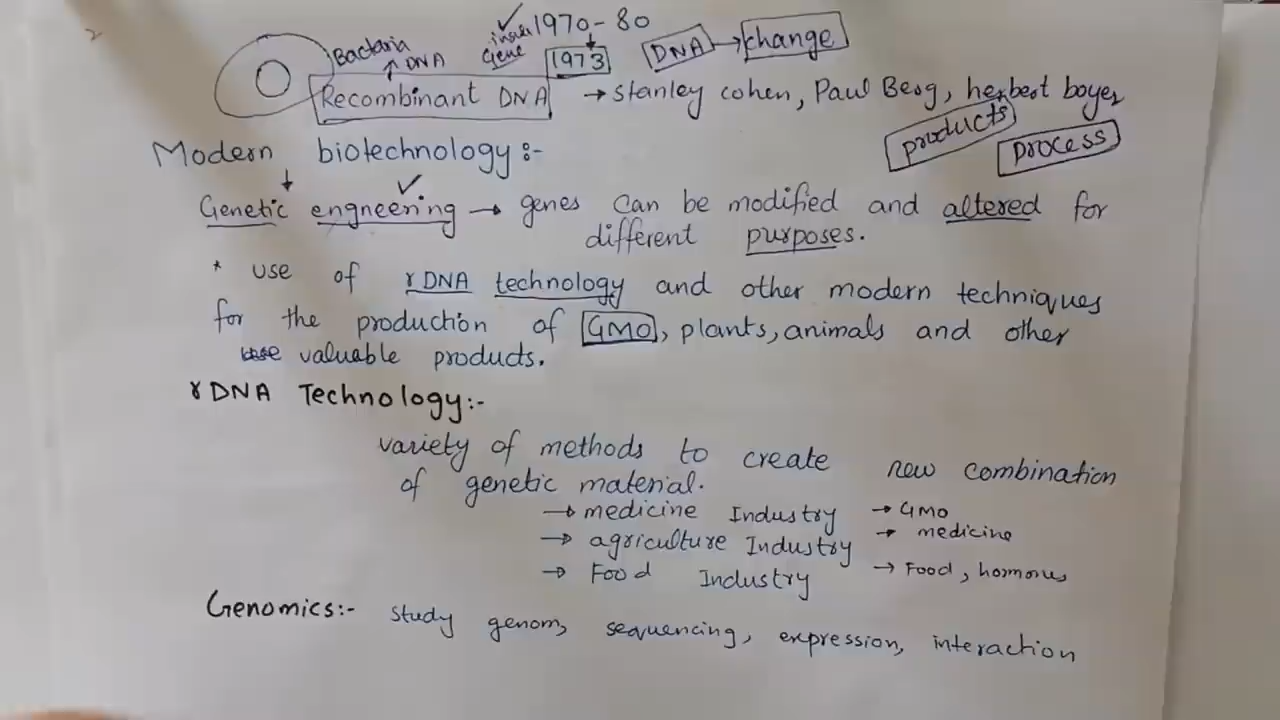 2
1970-80
Bacteria
DNA
Gene
1973
DNA → change
Recombinant DNA → Stanley cohen, Paul Berg, herbert boyer
products
process
Modern biotechnology:-
Genetic engneering → genes can be modified and altered for
different purposes.
* use of rDNA technology and other modern techniques
for the production of GMO, plants, animals and other
valuable products.
rDNA Technology:-
variety of methods to create new combination
of genetic material.
→ medicine Industry → GMO
→ agriculture Industry → medicine
→ Food Industry → Food, hormones
Genomics:- study genom, sequencing, expression, interaction